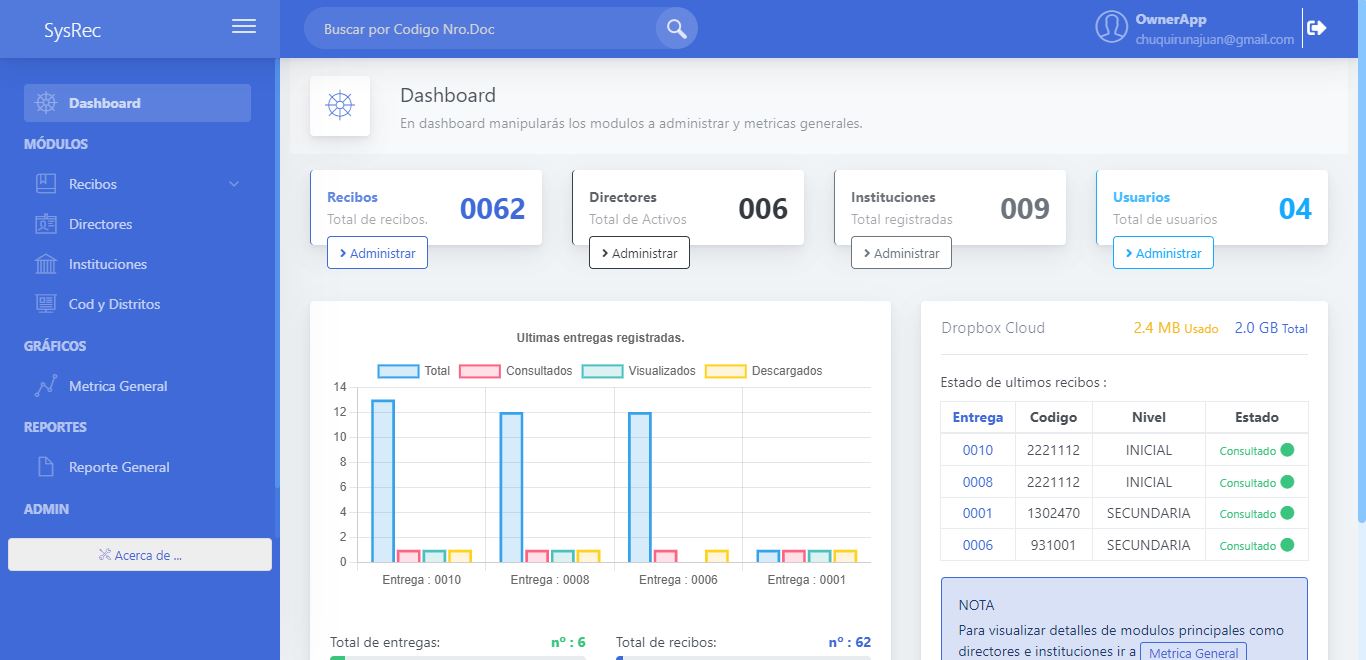 SysRec
Buscar por Codigo Nro.Doc
OwnerApp
chuquirunajuan@gmail.com
Dashboard
MÓDULOS
Recibos
Directores
Instituciones
Cod y Distritos
GRÁFICOS
Metrica General
REPORTES
Reporte General
ADMIN
Acerca de ...
Dashboard
En dashboard manipularás los modulos a administrar y metricas generales.
Recibos
Total de recibos.
0062
Administrar
Directores
Total de Activos
006
Administrar
Instituciones
Total registradas
009
Administrar
Usuarios
Total de usuarios
04
Administrar
Ultimas entregas registradas.
Total Consultados Visualizados Descargados
14
12
10
8
6
4
2
0
Entrega : 0010 Entrega : 0008 Entrega : 0006 Entrega : 0001
Total de entregas: nº : 6
Total de recibos: nº : 62
Dropbox Cloud 2.4 MB Usado 2.0 GB Total
Estado de ultimos recibos :
Entrega Codigo Nivel Estado
0010 2221112 INICIAL Consultado
0008 2221112 INICIAL Consultado
0001 1302470 SECUNDARIA Consultado
0006 931001 SECUNDARIA Consultado
NOTA
Para visualizar detalles de modulos principales como
directores e instituciones ir a Metrica General